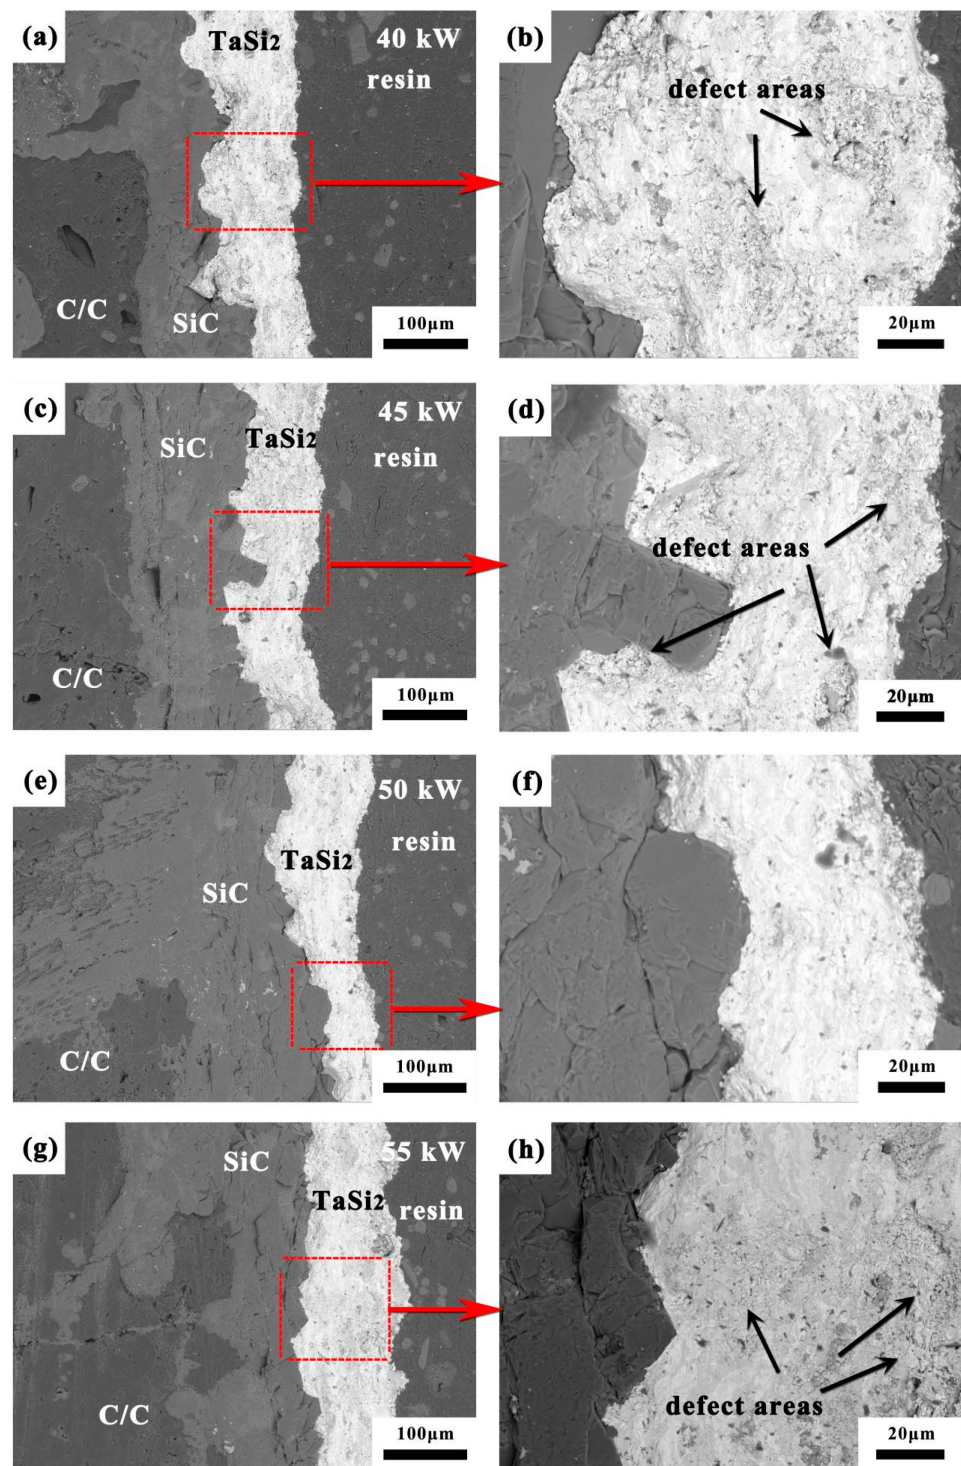 (a)
TaSi2
40 kW
resin
C/C
SiC
100μm
(b)
defect areas
20μm
(c)
45 kW
SiC
TaSi2
resin
C/C
100μm
(d)
defect areas
20μm
(e)
50 kW
resin
TaSi2
SiC
C/C
100μm
(f)
20μm
(g)
55 kW
SiC
TaSi2
resin
C/C
100μm
(h)
defect areas
20μm